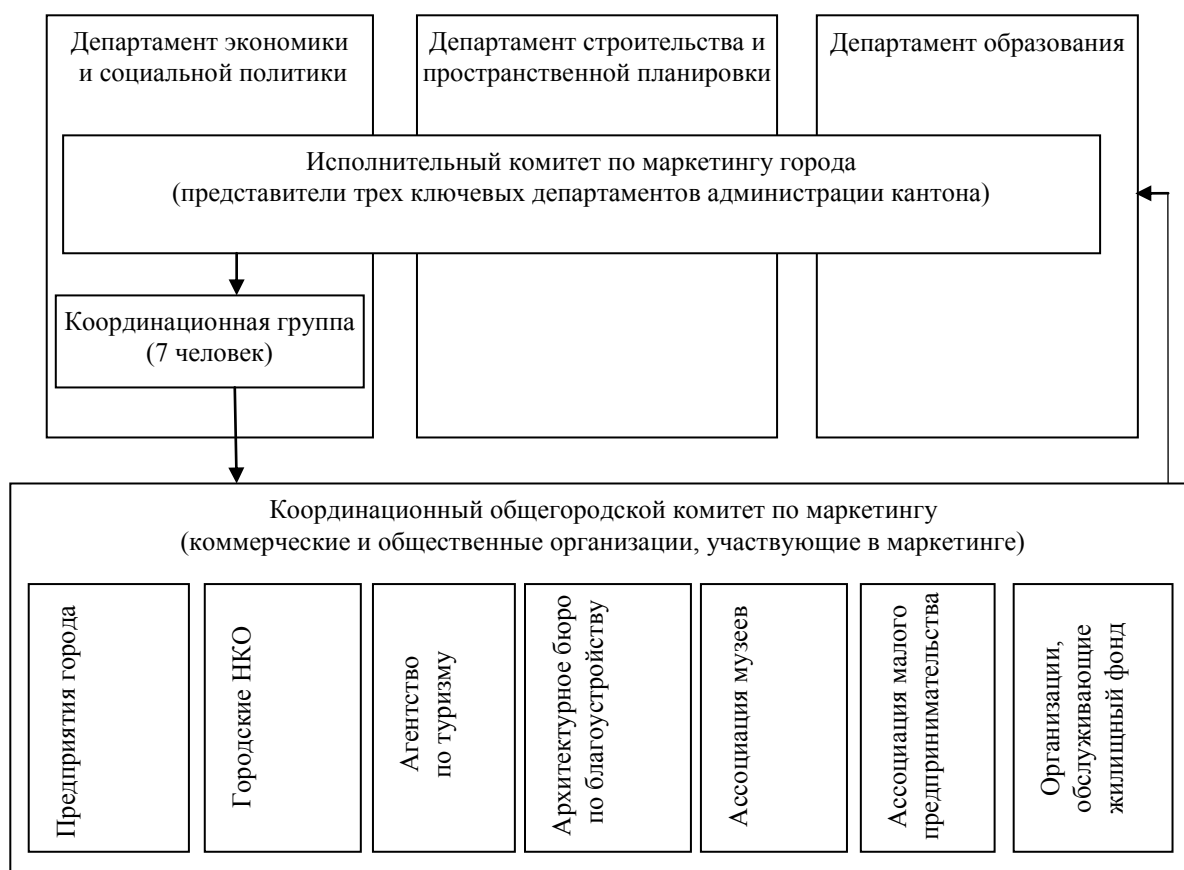 Департамент экономики
и социальной политики
Департамент строительства и
пространственной планировки
Департамент образования
Исполнительный комитет по маркетингу города
(представители трех ключевых департаментов администрации кантона)
Координационная группа
(7 человек)
Координационный общегородской комитет по маркетингу
(коммерческие и общественные организации, участвующие в маркетинге)
Предприятия города
Городские НКО
Агентство
по туризму
Архитектурное бюро
по благоустройству
Ассоциация музеев
Ассоциация малого
предпринимательства
Организации,
обслуживающие
жилищный фонд